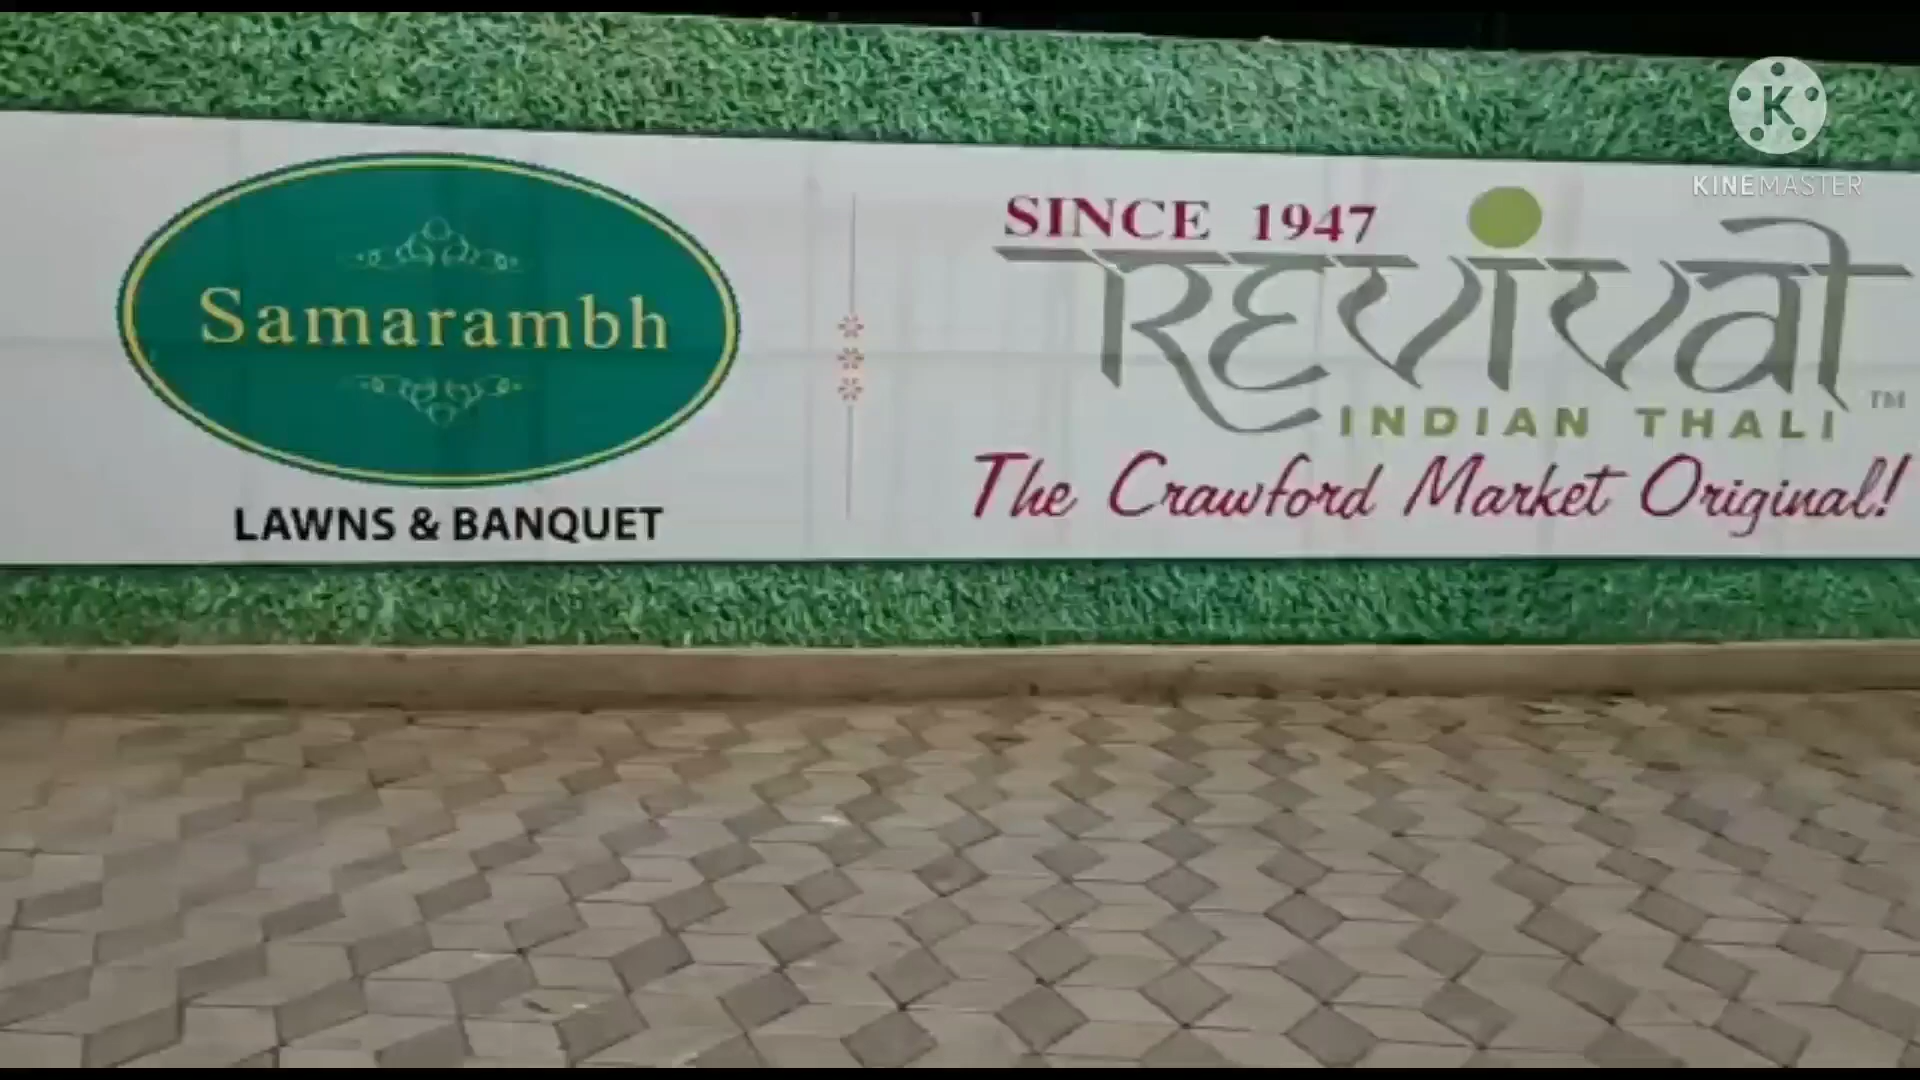 Samarambh
LAWNS & BANQUET
SINCE 1947
REVIVAL
TM
INDIAN THALI
The Crawford Market Original!
K
KINEMASTER